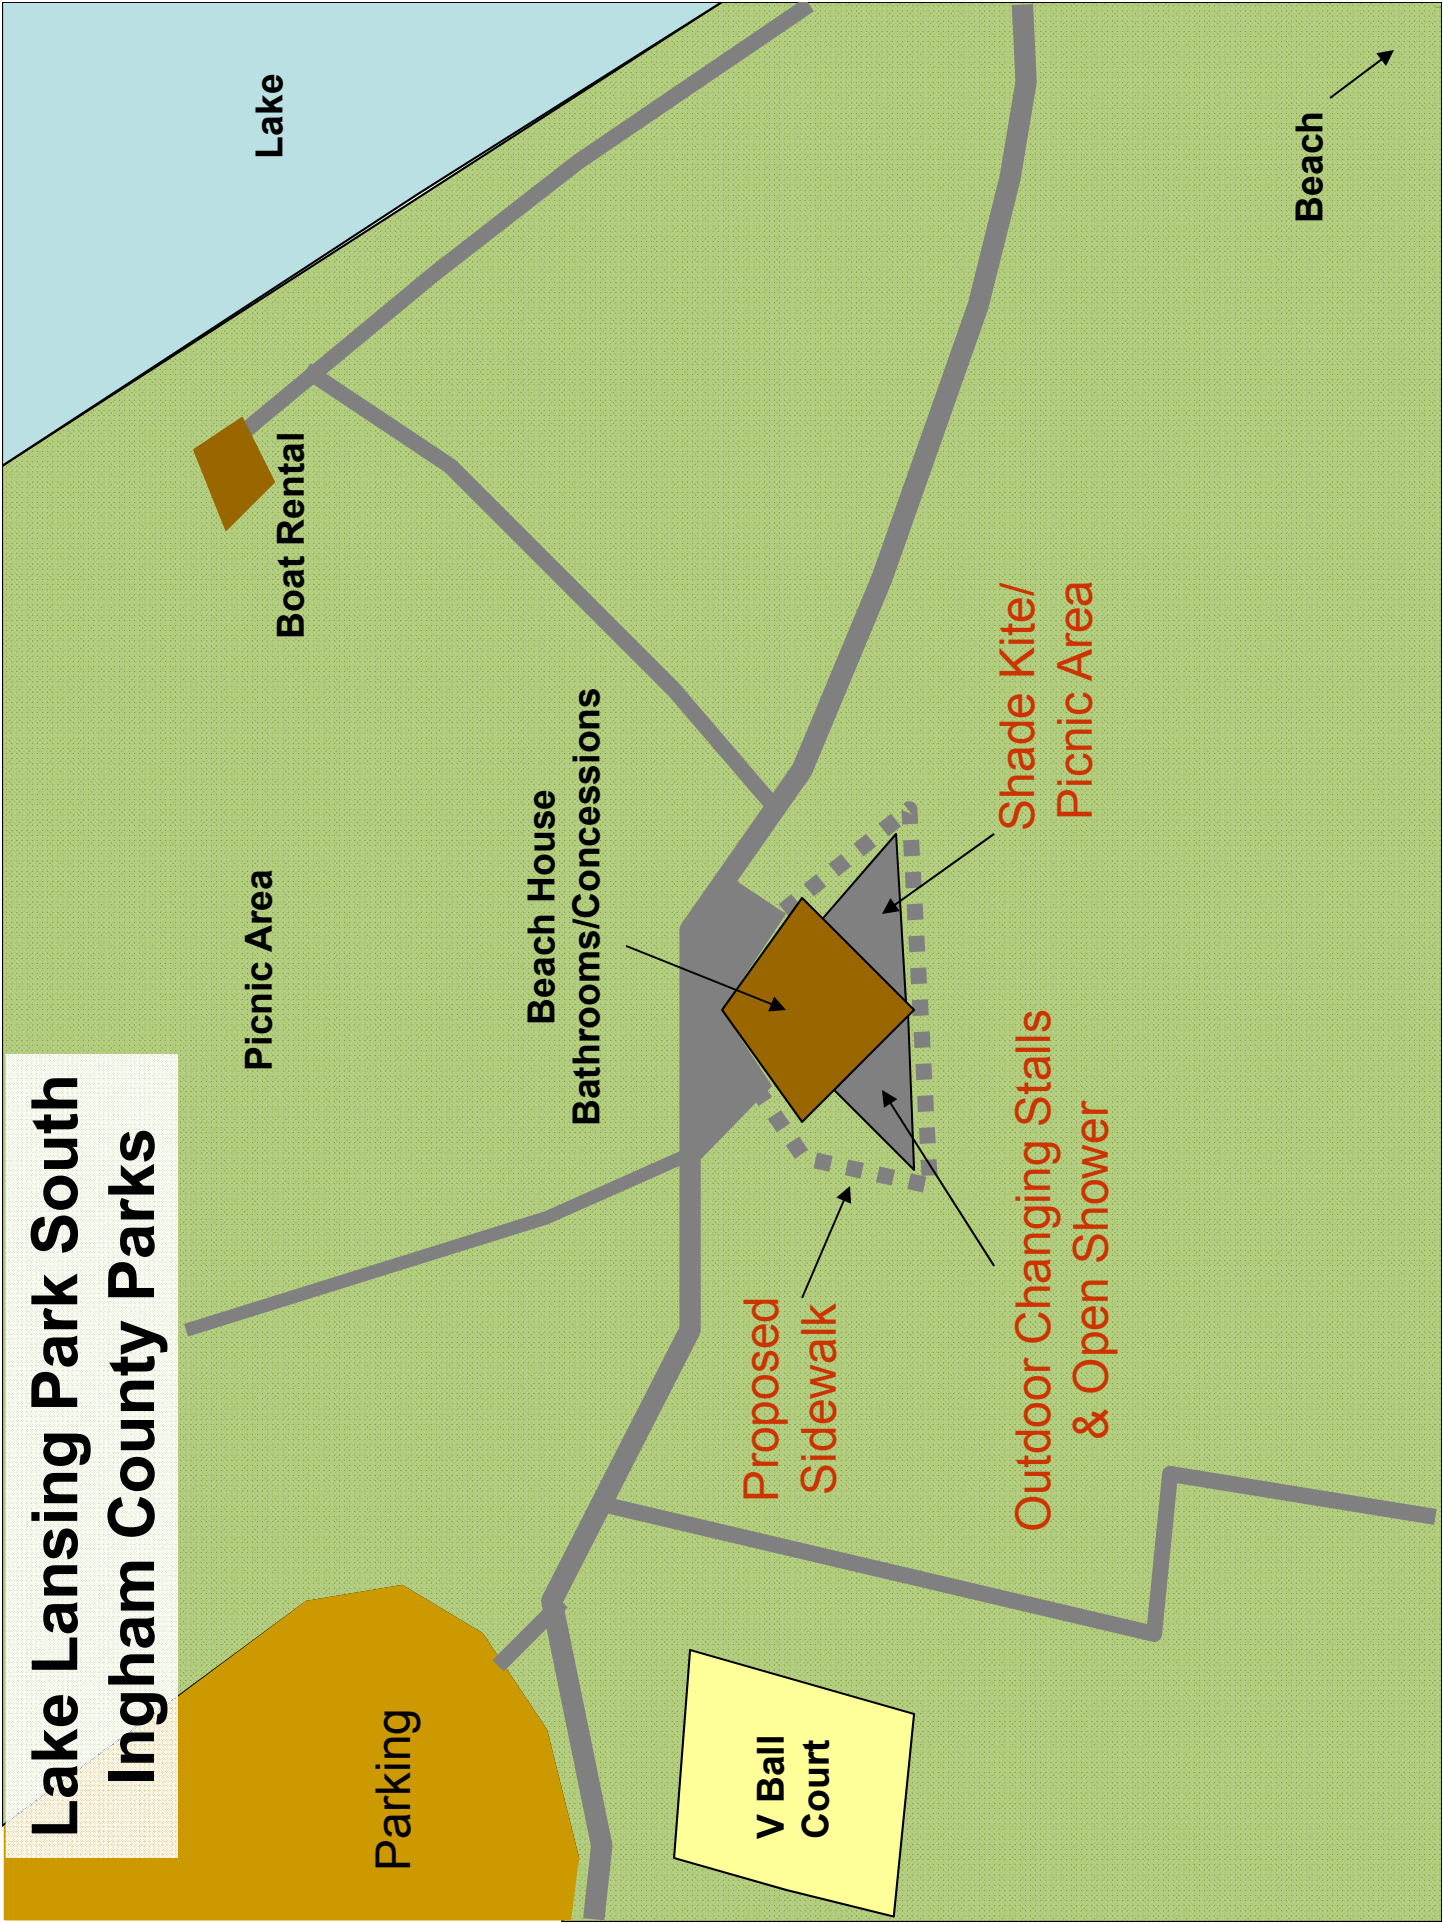 Lake Lansing Park South
Ingham County Parks
Lake
Boat Rental
Picnic Area
Beach House
Bathrooms/Concessions
Parking
Proposed
Sidewalk
V Ball
Court
Shade Kite/
Picnic Area
Outdoor Changing Stalls
& Open Shower
Beach